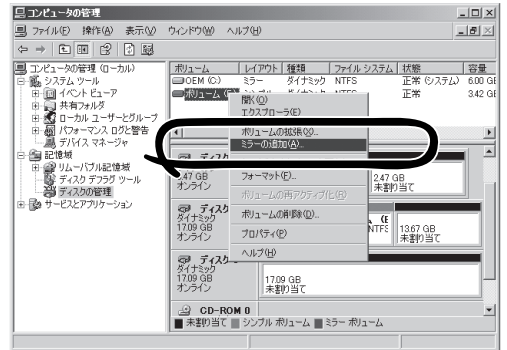 コンピュータの管理
ファイル(F) 操作(A) 表示(V) ウィンドウ(W) ヘルプ(H)
コンピュータの管理 (ローカル)
システム ツール
イベント ビューア
共有フォルダ
ローカル ユーザーとグループ
パフォーマンス ログと警告
デバイス マネージャ
記憶域
リムーバブル記憶域
ディスク デフラグ ツール
ディスクの管理
サービスとアプリケーション
ボリューム レイアウト 種類 ファイル システム 状態 容量
OEM (C:) ミラー ダイナミック NTFS 正常 (システム) 6.00 GB
ボリューム NTFS 正常 3.42 GB
開く(O)
エクスプローラ(E)
ボリュームの拡張(X)...
ミラーの追加(A)...
フォーマット(F)...
ボリュームの再アクティブ化(R)
ボリュームの削除(D)...
プロパティ(P)
ヘルプ(H)
ディスク
2.47 GB
オンライン
2.47 GB
未割り当て
ディスク
ダイナミック
17.09 GB
オンライン
(E
NTFS
13.67 GB
未割り当て
ディスク
ダイナミック
17.09 GB
オンライン
17.09 GB
未割り当て
CD-ROM 0
未割り当て シンプル ボリューム ミラー ボリューム